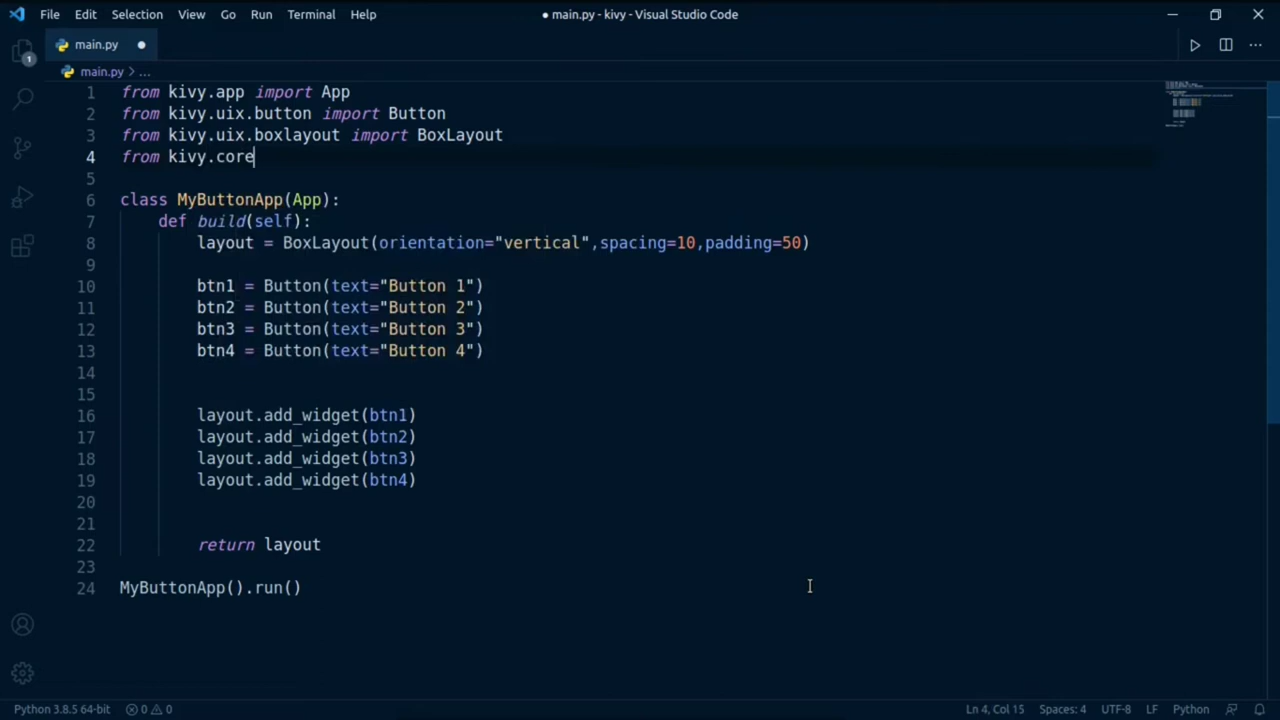 File Edit Selection View Go Run Terminal Help ● main.py - kivy - Visual Studio Code
main.py ●
1
main.py > ...
1 from kivy.app import App
2 from kivy.uix.button import Button
3 from kivy.uix.boxlayout import BoxLayout
4 from kivy.core
5
6 class MyButtonApp(App):
7 def build(self):
8 layout = BoxLayout(orientation="vertical",spacing=10,padding=50)
9
10 btn1 = Button(text="Button 1")
11 btn2 = Button(text="Button 2")
12 btn3 = Button(text="Button 3")
13 btn4 = Button(text="Button 4")
14
15
16 layout.add_widget(btn1)
17 layout.add_widget(btn2)
18 layout.add_widget(btn3)
19 layout.add_widget(btn4)
20
21
22 return layout
23
24 MyButtonApp().run()
Python 3.8.5 64-bit 0 0 Ln 4, Col 15 Spaces: 4 UTF-8 LF Python